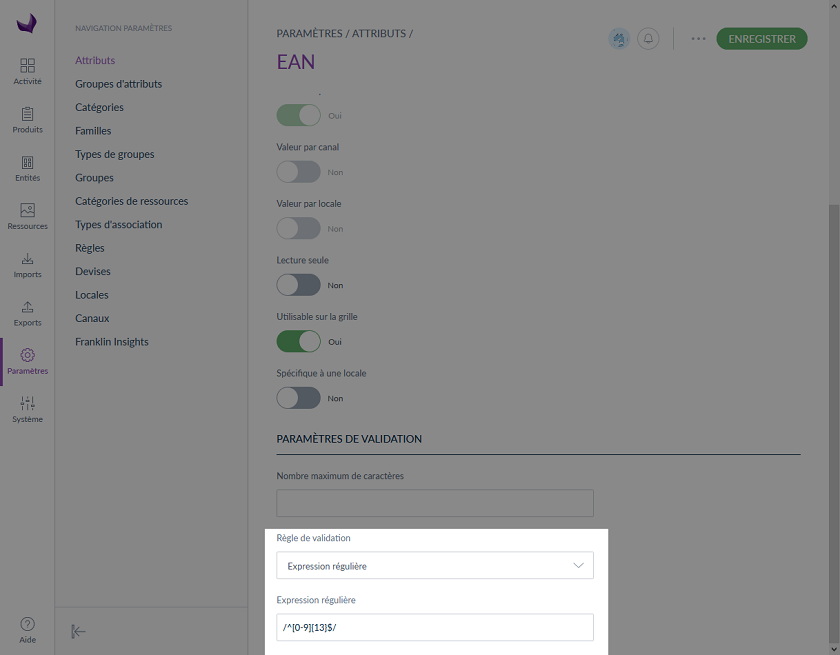 NAVIGATION PARAMÈTRES
Attributs
Groupes d'attributs
Catégories
Familles
Types de groupes
Groupes
Catégories de ressources
Types d'association
Règles
Devises
Locales
Canaux
Franklin Insights
Activité
Produits
Entités
Ressources
Imports
Exports
Paramètres
Système
Aide
PARAMÈTRES / ATTRIBUTS /
ENREGISTRER
EAN
Oui
Valeur par canal
Non
Valeur par locale
Non
Lecture seule
Non
Utilisable sur la grille
Oui
Spécifique à une locale
Non
PARAMÈTRES DE VALIDATION
Nombre maximum de caractères
Règle de validation
Expression régulière
Expression régulière
/^[0-9]{13}$/